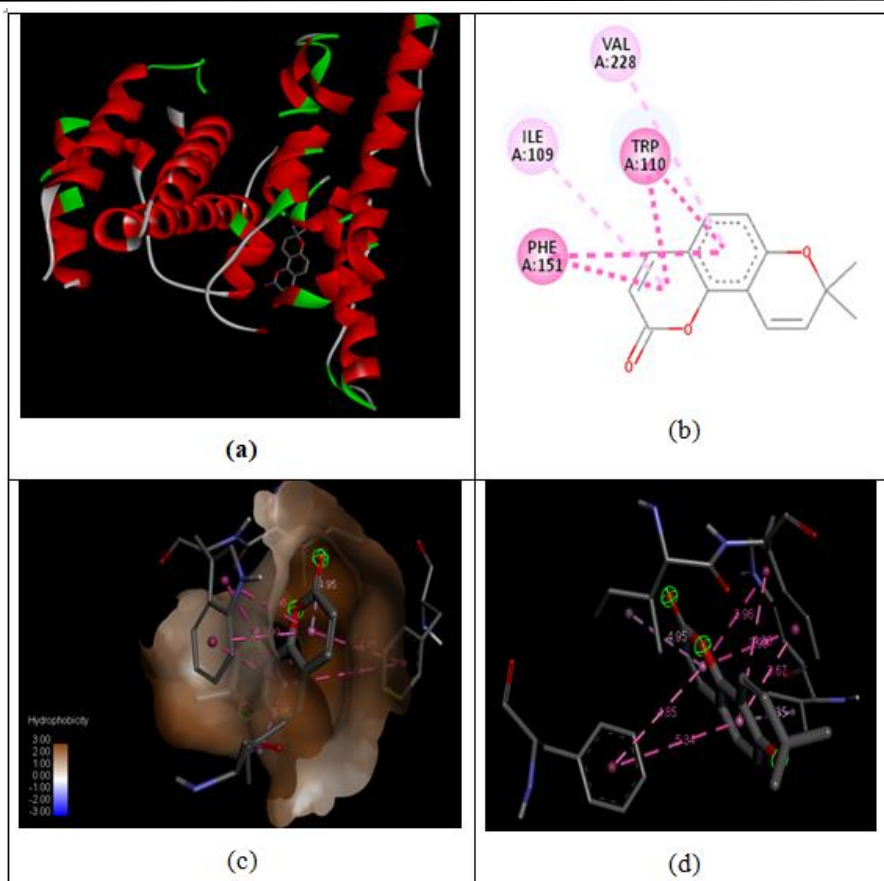 VAL
A:228
ILE
A:109
TRP
A:110
PHE
A:151
O
O
O
(a)
(b)
4.95
Hydrophobicity
3.00
2.00
1.00
0.00
-1.00
-2.00
-3.00
(c)
3.96
4.95
5.34
(d)